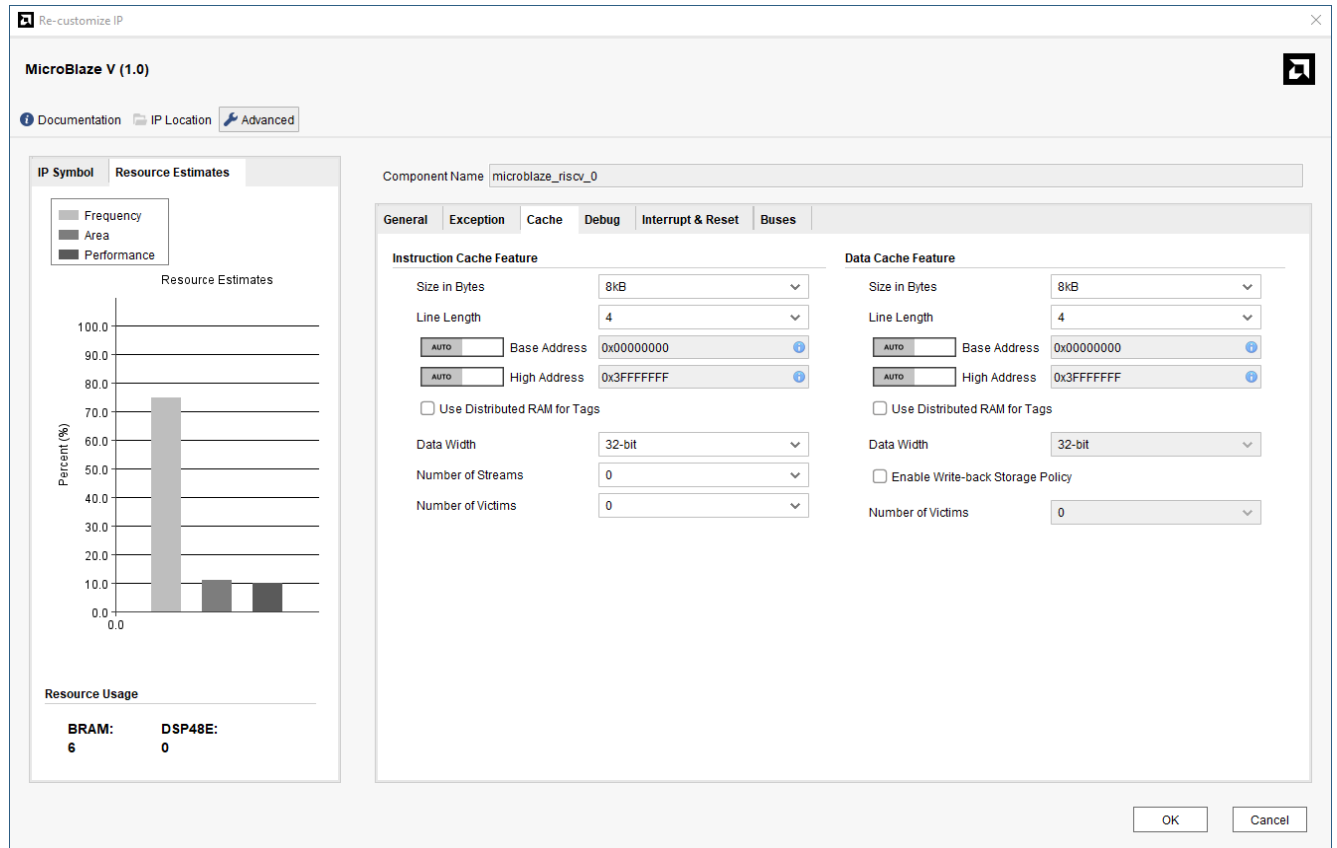 Re-customize IP
MicroBlaze V (1.0)
Documentation IP Location Advanced
IP Symbol Resource Estimates
Frequency
Area
Performance
Resource Estimates
100.0
90.0
80.0
70.0
60.0
50.0
40.0
30.0
20.0
10.0
0.0
0.0
Percent (%)
Resource Usage
BRAM: DSP48E:
6 0
Component Name microblaze_riscv_0
General Exception Cache Debug Interrupt & Reset Buses
Instruction Cache Feature
Size in Bytes 8kB
Line Length 4
AUTO Base Address 0x00000000
AUTO High Address 0x3FFFFFFF
Use Distributed RAM for Tags
Data Width 32-bit
Number of Streams 0
Number of Victims 0
Data Cache Feature
Size in Bytes 8kB
Line Length 4
AUTO Base Address 0x00000000
AUTO High Address 0x3FFFFFFF
Use Distributed RAM for Tags
Data Width 32-bit
Enable Write-back Storage Policy
Number of Victims 0
OK Cancel